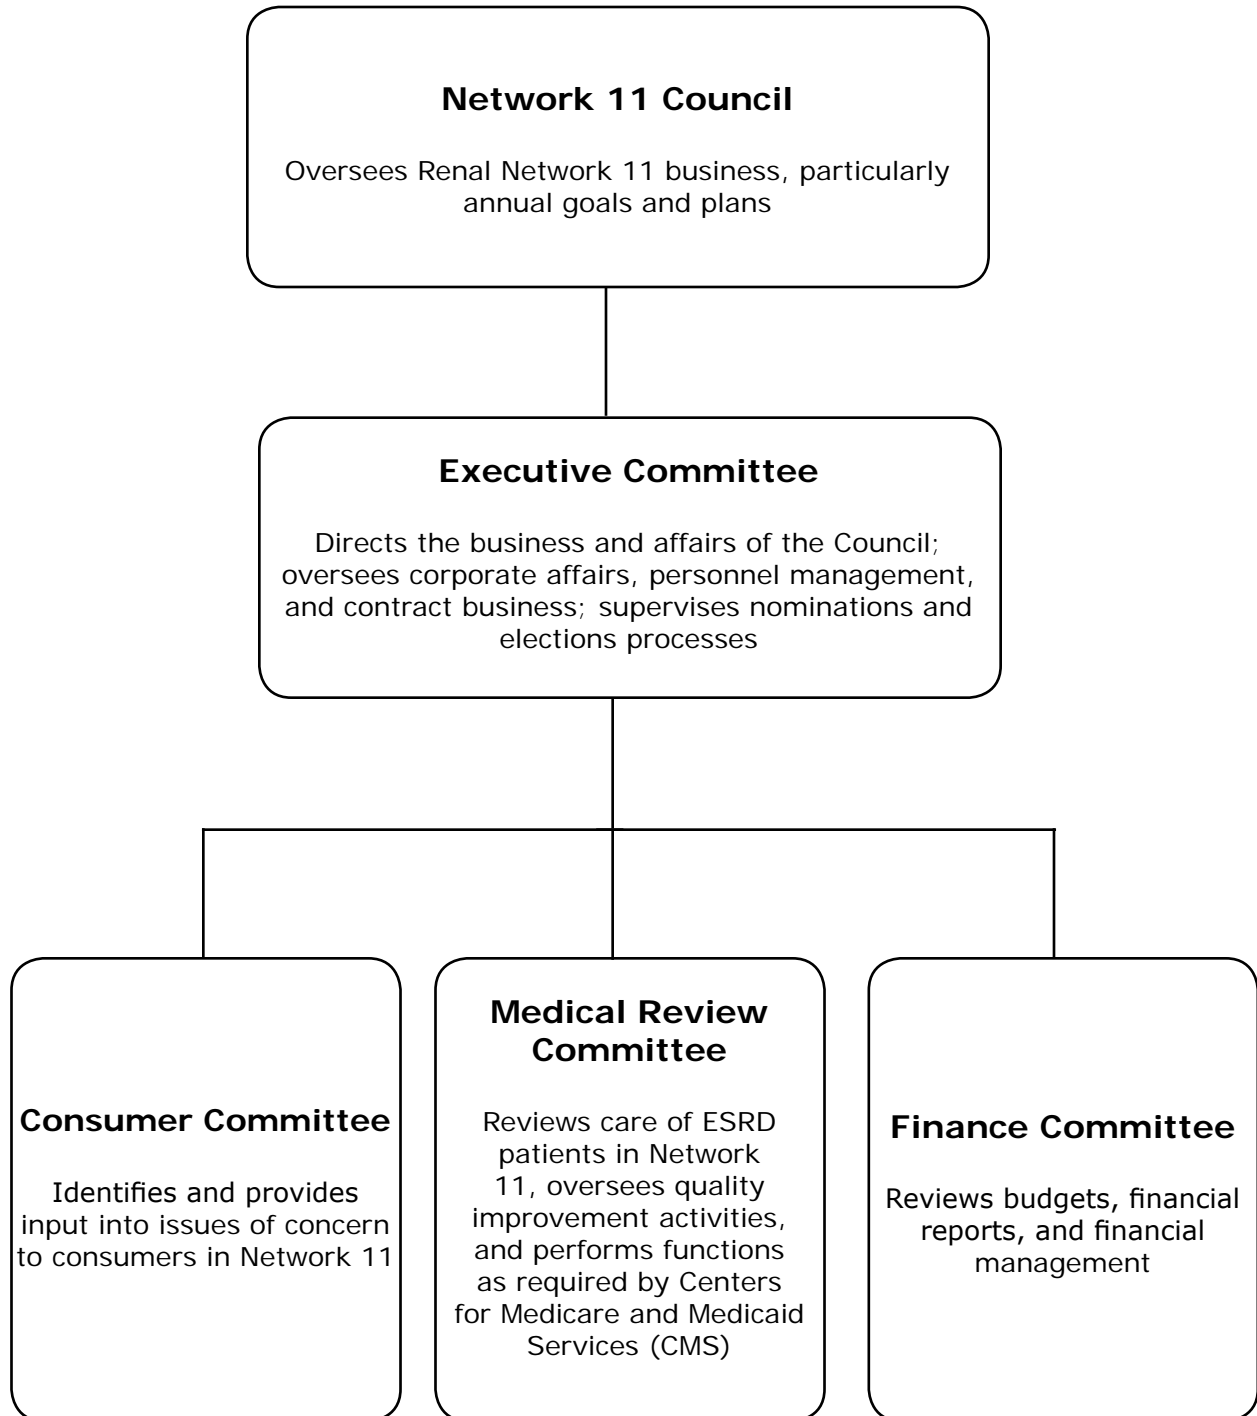 Network 11 Council
Oversees Renal Network 11 business, particularly
annual goals and plans
Executive Committee
Directs the business and affairs of the Council;
oversees corporate affairs, personnel management,
and contract business; supervises nominations and
elections processes
Consumer Committee
Identifies and provides
input into issues of concern
to consumers in Network 11
Medical Review
Committee
Reviews care of ESRD
patients in Network
11, oversees quality
improvement activities,
and performs functions
as required by Centers
for Medicare and Medicaid
Services (CMS)
Finance Committee
Reviews budgets, financial
reports, and financial
management